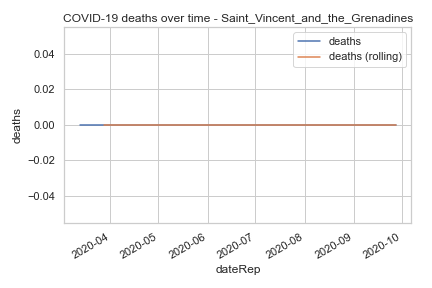 COVID-19 deaths over time - Saint_Vincent_and_the_Grenadines
deaths
deaths (rolling)
0.04
0.02
0.00
−0.02
−0.04
deaths
2020-04
2020-05
2020-06
2020-07
2020-08
2020-09
2020-10
dateRep